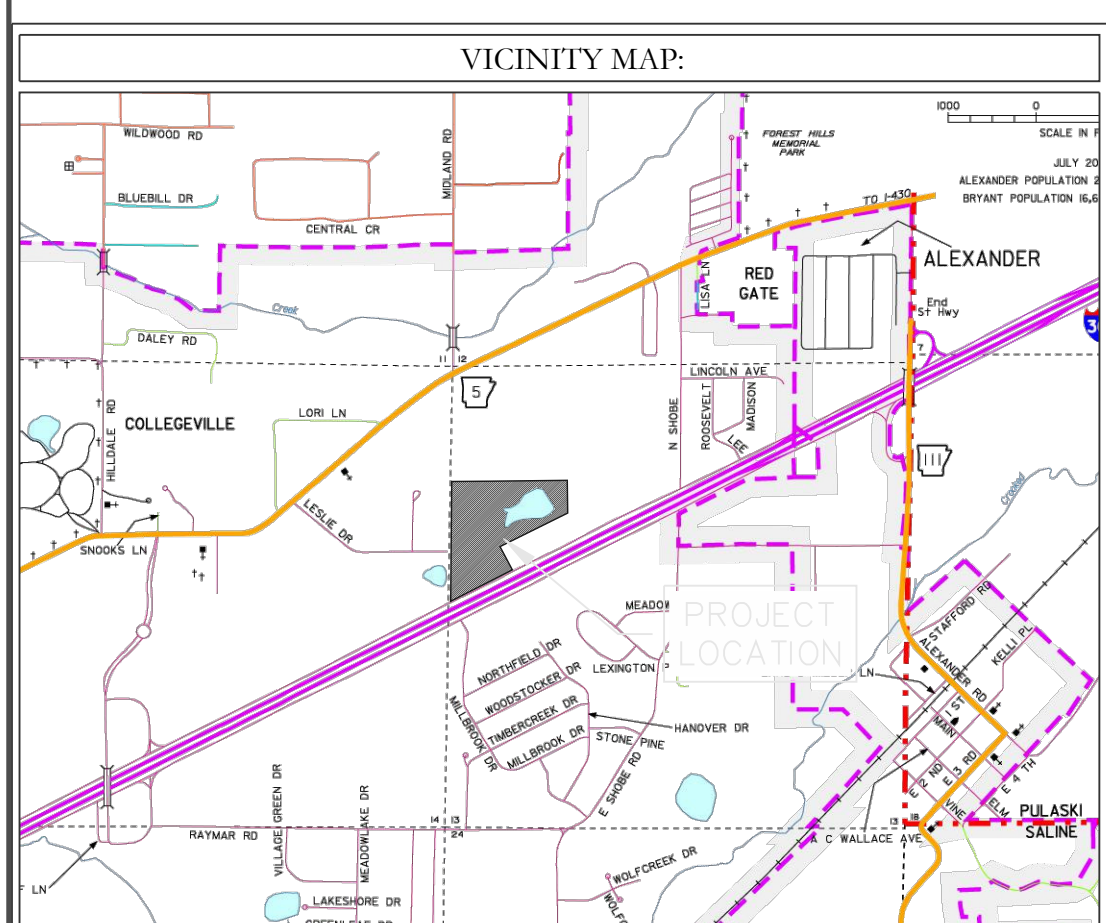 VICINITY MAP:
1000 0
SCALE IN F
JULY 20
ALEXANDER POPULATION 2
BRYANT POPULATION 16,6
WILDWOOD RD
MIDLAND RD
FOREST HILLS
MEMORIAL
PARK
BLUEBILL DR
CENTRAL CR
TO I-430
ALEXANDER
RED
GATE
LISA LN
End
St Hwy
Creek
DALEY RD
11 12
7
5
LINCOLN AVE
HILLDALE RD
COLLEGEVILLE
LORI LN
N SHOBE
ROOSEVELT
MADISON
LEE
111
Crooked
LESLIE DR
SNOOKS LN
PROJECT
LOCATION
MEADOW
LEXINGTON
STAFFORD RD
KELLI PL
ALEXANDER RD
LN
NORTHFIELD DR
WOODSTOCKER DR
TIMBERCREEK DR
MILLBROOK DR
MILLBROOK DR
HANOVER DR
STONE PINE
E SHOBE RD
1 ST
MAIN
E 2 ND
E 3 RD
E 4 TH
VINE
ELM
PULASKI
SALINE
VILLAGE GREEN DR
MEADOWLAKE DR
RAYMAR RD
14 13
24
13 18
A C WALLACE AVE
F LN
LAKESHORE DR
WOLFCREEK DR